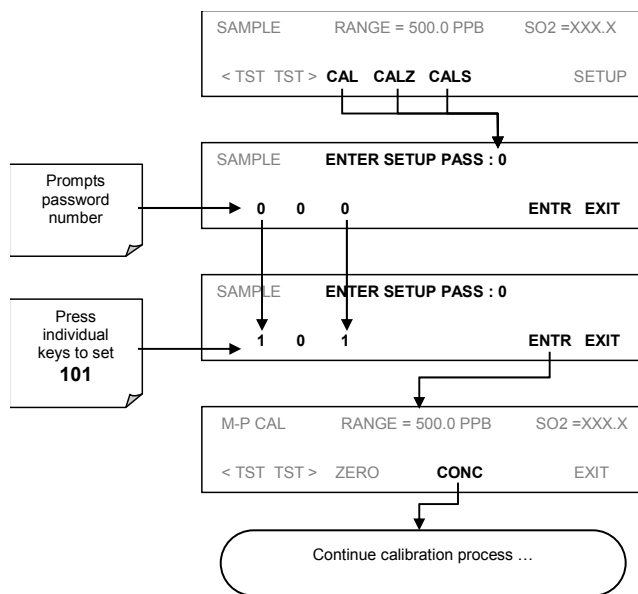 SAMPLE RANGE = 500.0 PPB SO2 =XXX.X
< TST TST > CAL CALZ CALS SETUP
SAMPLE ENTER SETUP PASS : 0
Prompts
password
number
0 0 0 ENTR EXIT
SAMPLE ENTER SETUP PASS : 0
Press
individual
keys to set
101
1 0 1 ENTR EXIT
M-P CAL RANGE = 500.0 PPB SO2 =XXX.X
< TST TST > ZERO CONC EXIT
Continue calibration process …